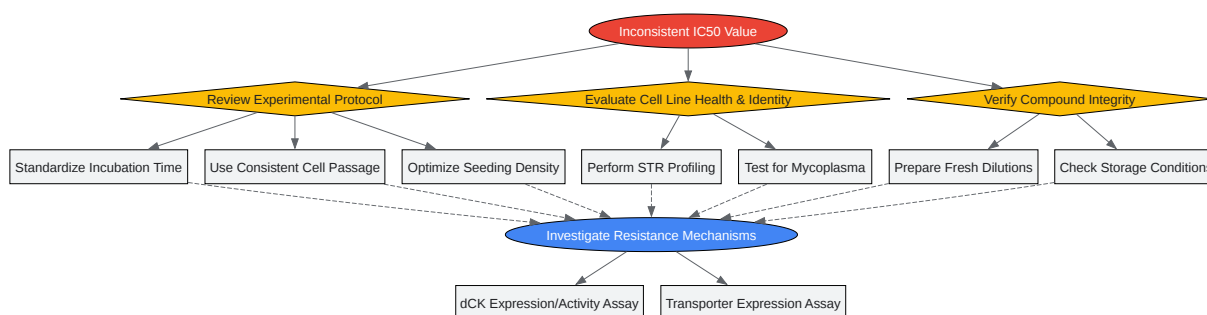 Inconsistent IC50 Value
Review Experimental Protocol
Evaluate Cell Line Health & Identity
Verify Compound Integrity
Standardize Incubation Time
Use Consistent Cell Passage
Optimize Seeding Density
Perform STR Profiling
Test for Mycoplasma
Prepare Fresh Dilutions
Check Storage Conditions
Investigate Resistance Mechanisms
dCK Expression/Activity Assay
Transporter Expression Assay